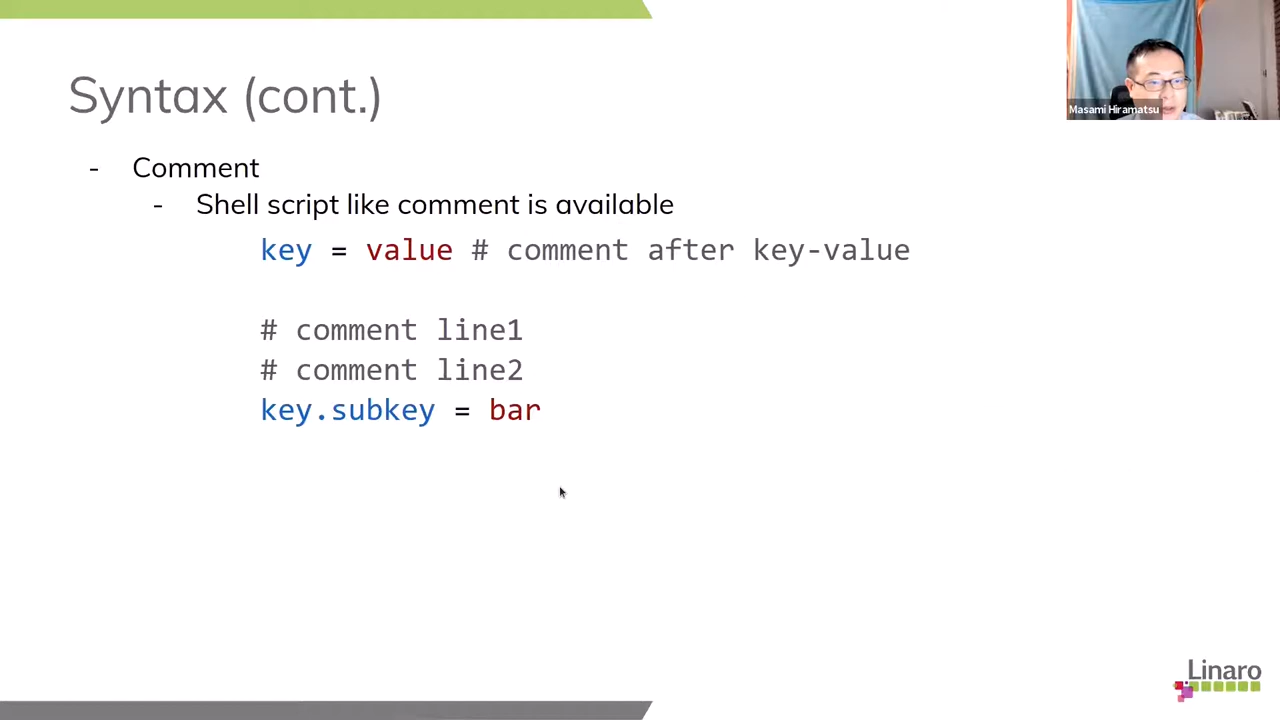 Syntax (cont.)
Masami Hiramatsu
- Comment
- Shell script like comment is available
key = value # comment after key-value
# comment line1
# comment line2
key.subkey = bar
Linaro